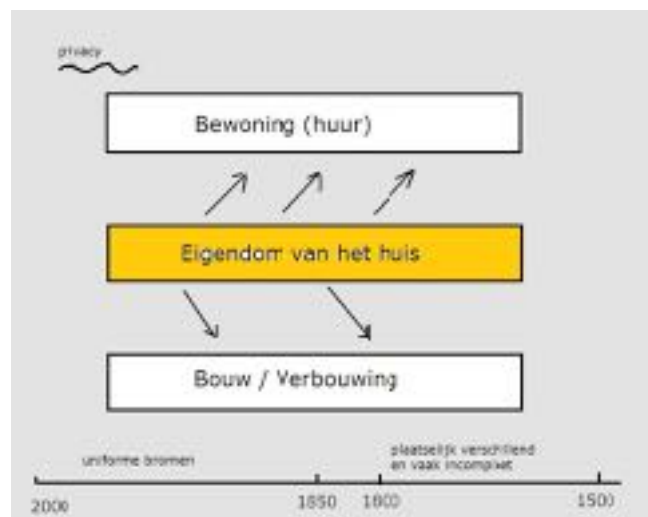 privacy
Bewoning (huur)
Eigendom van het huis
Bouw / Verbouwing
uniforme bronnen
plaatselijk verschillend
en vaak incompleet
2000
1850
1800
1500